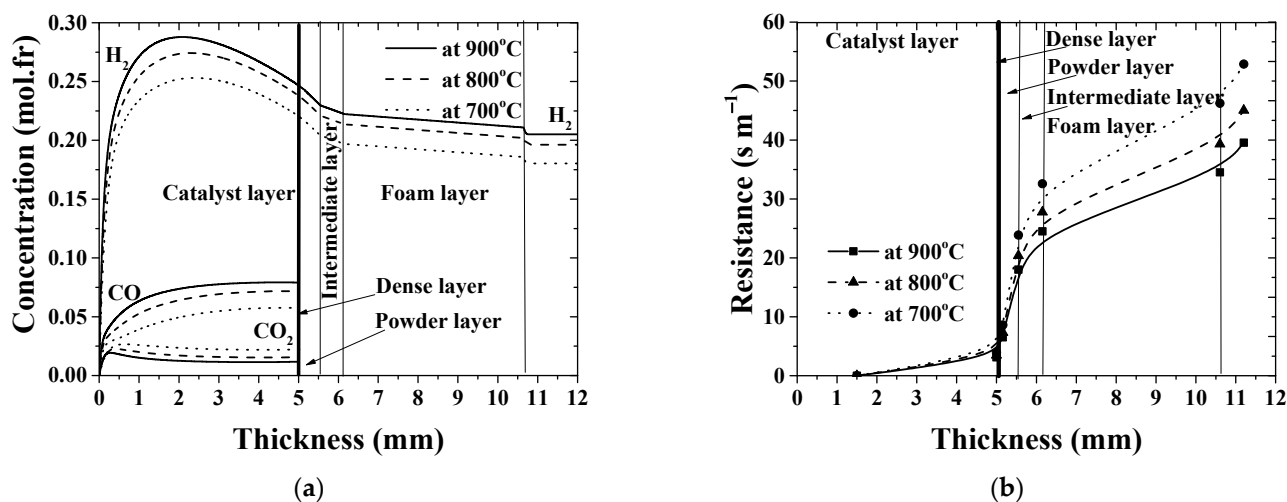 0.30
0.25
0.20
0.15
0.10
0.05
0.00
Concentration (mol.fr)
0 1 2 3 4 5 6 7 8 9 10 11 12
Thickness (mm)
H₂
at 900°C
at 800°C
at 700°C
H₂
Catalyst layer
Intermediate layer
Foam layer
CO
CO₂
Dense layer
Powder layer
(a)
80
70
60
50
40
30
20
10
0
Resistance (s m⁻¹)
0 1 2 3 4 5 6 7 8 9 10 11 12
Thickness (mm)
Catalyst layer
Dense layer
Powder layer
Intermediate layer
Foam layer
at 900°C
at 800°C
at 700°C
(b)